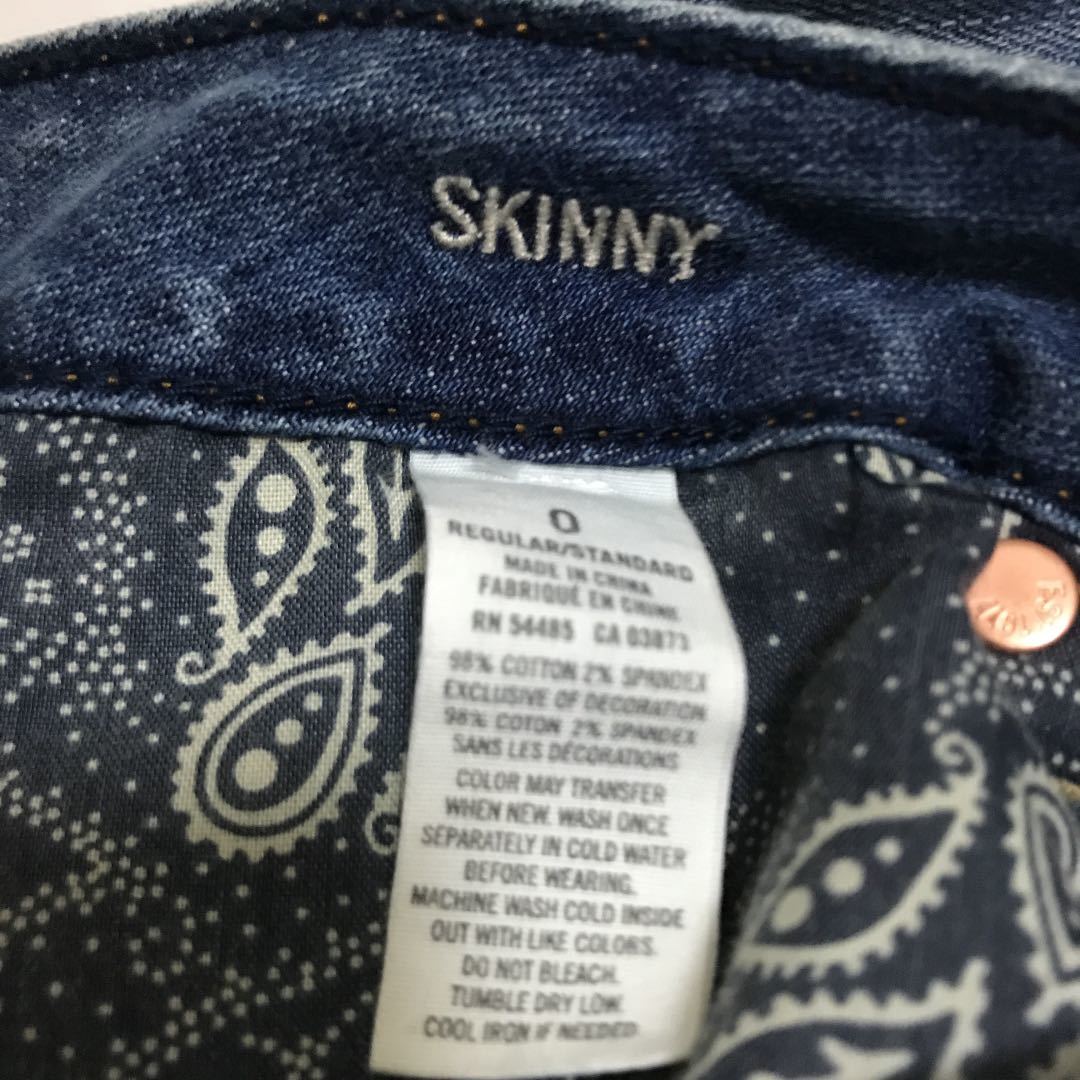 SKINNY
0
REGULAR/STANDARD
MADE IN CHINA
FABRIQUÉ EN CHINE
RN 54485 CA 03873
98% COTTON 2% SPANDEX
EXCLUSIVE OF DECORATION
98% COTON 2% SPANDEX
SANS LES DÉCORATIONS
COLOR MAY TRANSFER
WHEN NEW. WASH ONCE
SEPARATELY IN COLD WATER
BEFORE WEARING.
MACHINE WASH COLD INSIDE
OUT WITH LIKE COLORS.
DO NOT BLEACH.
TUMBLE DRY LOW.
COOL IRON IF NEEDED.